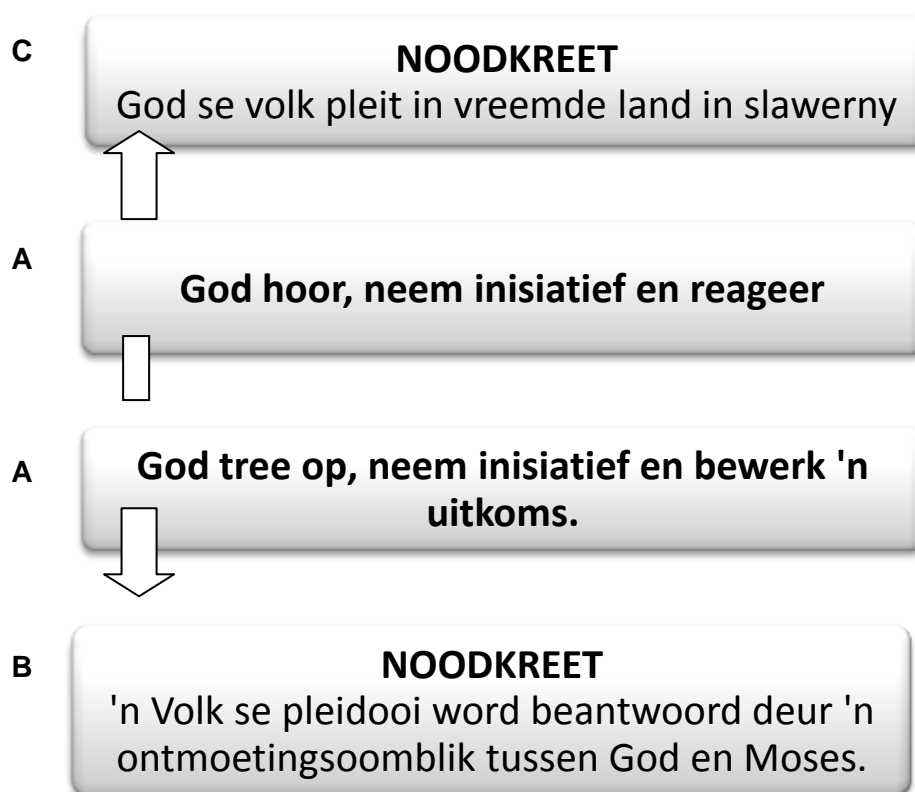 C
NOODKREET
God se volk pleit in vreemde land in slawerny
A
God hoor, neem inisiatief en reageer
A
God tree op, neem inisiatief en bewerk 'n
uitkoms.
B
NOODKREET
'n Volk se pleidooi word beantwoord deur 'n
ontmoetingsoomblik tussen God en Moses.